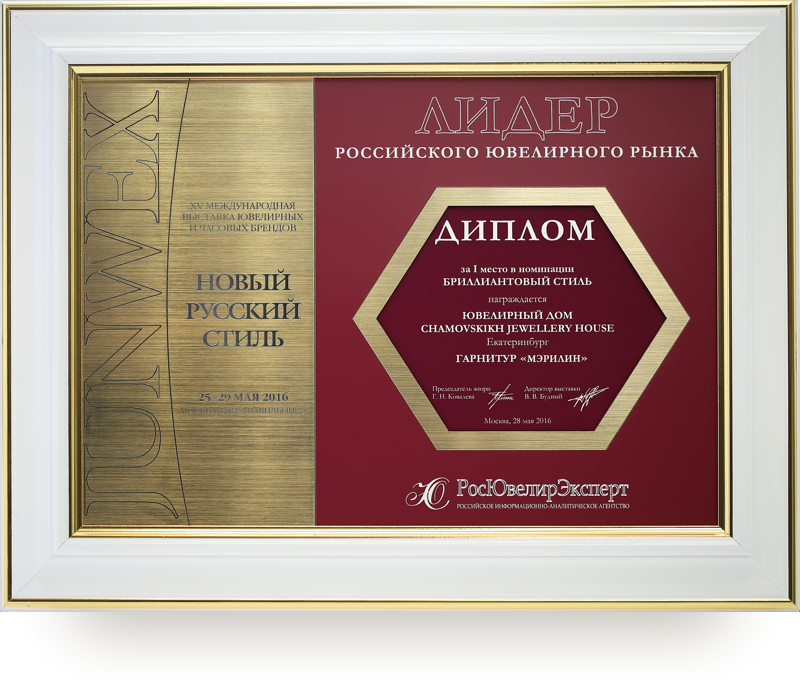 JUNWEX
XV МЕЖДУНАРОДНАЯ
ВЫСТАВКА ЮВЕЛИРНЫХ
И ЧАСОВЫХ БРЕНДОВ
НОВЫЙ
РУССКИЙ
СТИЛЬ
25–29 МАЯ 2016
ЛИДЕР
РОССИЙСКОГО ЮВЕЛИРНОГО РЫНКА
ДИПЛОМ
за I место в номинации
БРИЛЛИАНТОВЫЙ СТИЛЬ
награждается
ЮВЕЛИРНЫЙ ДОМ
CHAMOVSKIKH JEWELLERY HOUSE
Екатеринбург
ГАРНИТУР «МЭРИЛИН»
Председатель жюри
Г. Н. Ковалева
Директор выставки
В. В. Будный
Москва, 28 мая 2016
РосЮвелирЭксперт
РОССИЙСКОЕ ИНФОРМАЦИОННО-АНАЛИТИЧЕСКОЕ АГЕНТСТВО